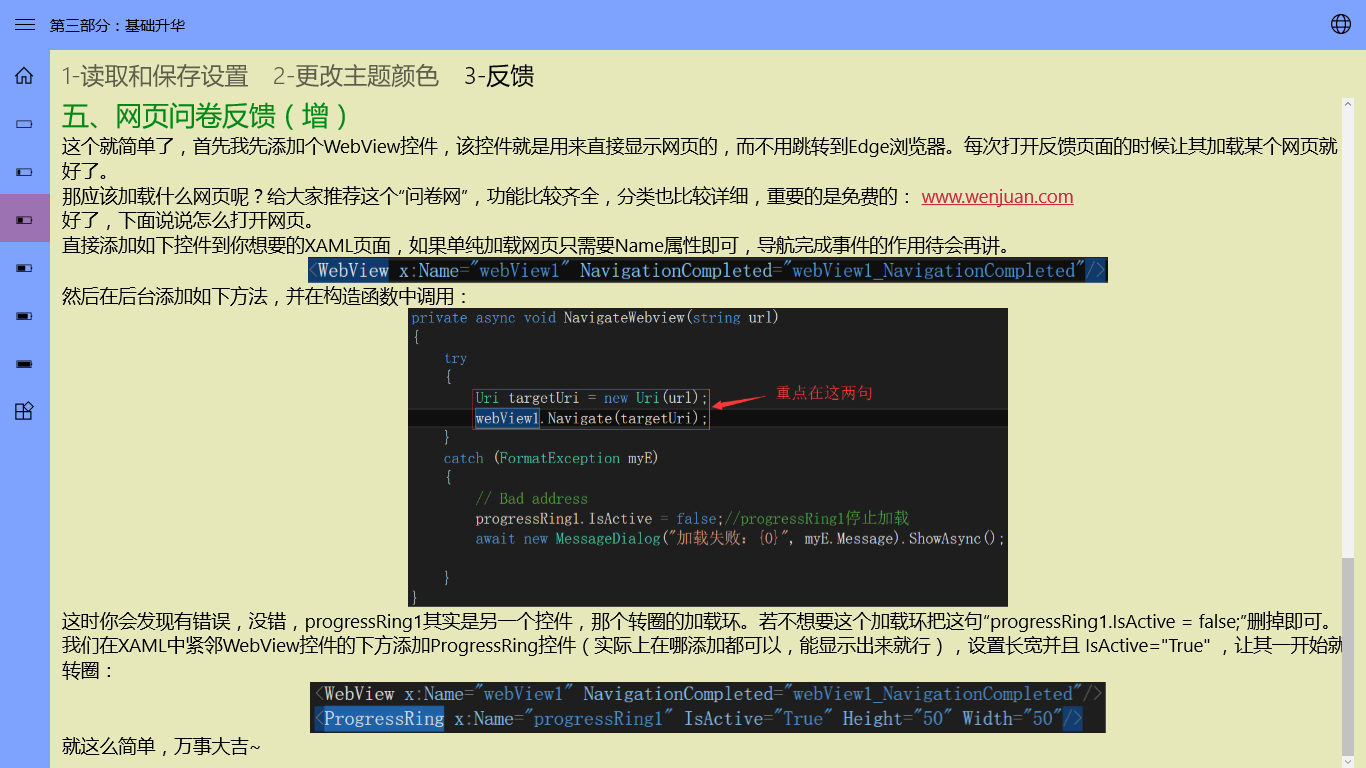 第三部分：基础升华
1-读取和保存设置 2-更改主题颜色 3-反馈
五、网页问卷反馈（增）
这个就简单了，首先我先添加个WebView控件，该控件就是用来直接显示网页的，而不用跳转到Edge浏览器。每次打开反馈页面的时候让其加载某个网页就
好了。
那应该加载什么网页呢？给大家推荐这个“问卷网”，功能比较齐全，分类也比较详细，重要的是免费的： www.wenjuan.com
好了，下面说说怎么打开网页。
直接添加如下控件到你想要的XAML页面，如果单纯加载网页只需要Name属性即可，导航完成事件的作用待会再讲。
<WebView x:Name="webView1" NavigationCompleted="webView1_NavigationCompleted"/>
然后在后台添加如下方法，并在构造函数中调用：
private async void NavigateWebview(string url)
{
try
{
Uri targetUri = new Uri(url);
重点在这两句
webView1.Navigate(targetUri);
}
catch (FormatException myE)
{
// Bad address
progressRing1.IsActive = false;//progressRing1停止加载
await new MessageDialog("加载失败: {0}", myE.Message).ShowAsync();
}
}
这时你会发现有错误，没错，progressRing1其实是另一个控件，那个转圈的加载环。若不想要这个加载环把这句“progressRing1.IsActive = false;”删掉即可。
我们在XAML中紧邻WebView控件的下方添加ProgressRing控件（实际上在哪添加都可以，能显示出来就行），设置长宽并且 IsActive="True" ，让其一开始就
转圈：
<WebView x:Name="webView1" NavigationCompleted="webView1_NavigationCompleted"/>
<ProgressRing x:Name="progressRing1" IsActive="True" Height="50" Width="50"/>
就这么简单，万事大吉~